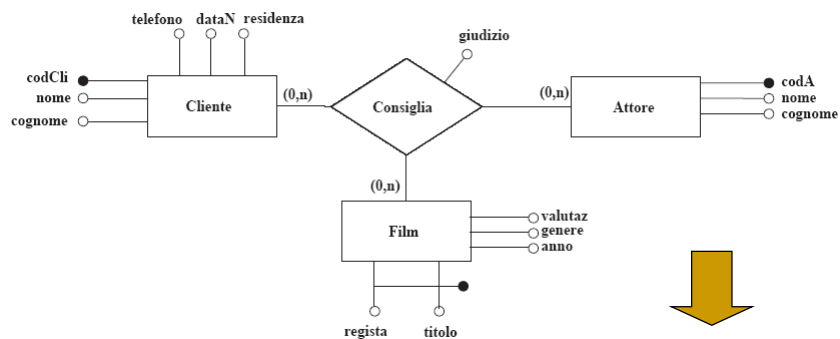 telefono dataN residenza
giudizio
codCli
nome
cognome
Cliente
(0,n)
Consiglia
(0,n)
Attore
codA
nome
cognome
(0,n)
Film
valutaz
genere
anno
regista
titolo